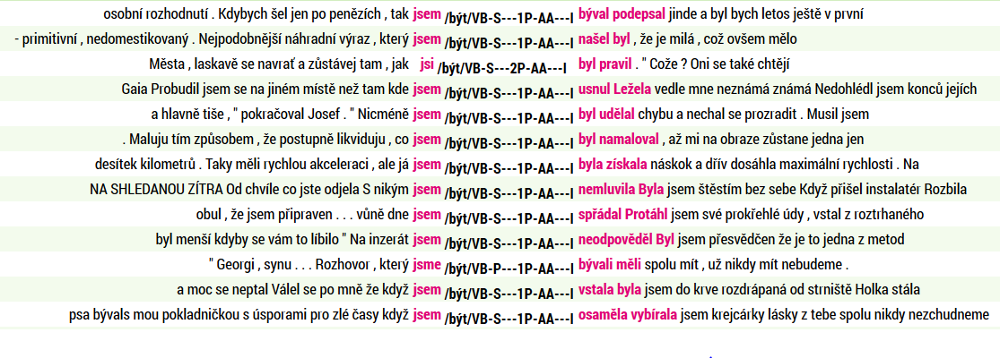 osobní rozhodnutí . Kdybych šel jen po penězích , tak jsem /být/VB-S---1P-AA---I býval podepsal jinde a byl bych letos ještě v první
- primitivní , nedomestikovaný . Nejpodobnější náhradní výraz , který jsem /být/VB-S---1P-AA---I našel byl , že je milá , což ovšem mělo
Města , laskavě se navrať a zůstávej tam , jak jsi /být/VB-S---2P-AA---I byl pravil . " Cože ? Oni se také chtějí
Gaia Probudil jsem se na jiném místě než tam kde jsem /být/VB-S---1P-AA---I usnul Ležela vedle mne neznámá známá Nedohlédl jsem konců jejích
a hlavně tiše , " pokračoval Josef . " Nicméně jsem /být/VB-S---1P-AA---I byl udělal chybu a nechal se prozradit . Musil jsem
. Maluju tím způsobem , že postupně likviduju , co jsem /být/VB-S---1P-AA---I byl namaloval , až mi na obraze zůstane jedna jen
desítek kilometrů . Taky měli rychlou akceleraci , ale já jsem /být/VB-S---1P-AA---I byla získala náskok a dřív dosáhla maximální rychlosti . Na
NA SHLEDANOU ZÍTRA Od chvíle co jste odjela S nikým jsem /být/VB-S---1P-AA---I nemluvila Byla jsem štěstím bez sebe Když přišel instalatér Rozbila
obul , že jsem připraven . . . vůně dne jsem /být/VB-S---1P-AA---I spřádal Protáhl jsem své prokřehlé údy , vstal z roztrhaného
byl menší kdyby se vám to líbilo " Na inzerát jsem /být/VB-S---1P-AA---I neodpověděl Byl jsem přesvědčen že je to jedna z metod
" Georgi , synu . . . Rozhovor , který jsme /být/VB-P---1P-AA---I bývali měli spolu mít , už nikdy mít nebudeme .
a moc se neptal Válel se po mně že když jsem /být/VB-S---1P-AA---I vstala byla jsem do krve rozdrápaná od strniště Holka stála
psa bývals mou pokladničkou s úsporami pro zlé časy když jsem /být/VB-S---1P-AA---I osaměla vybírala jsem krejcárky lásky z tebe spolu nikdy nezchudneme